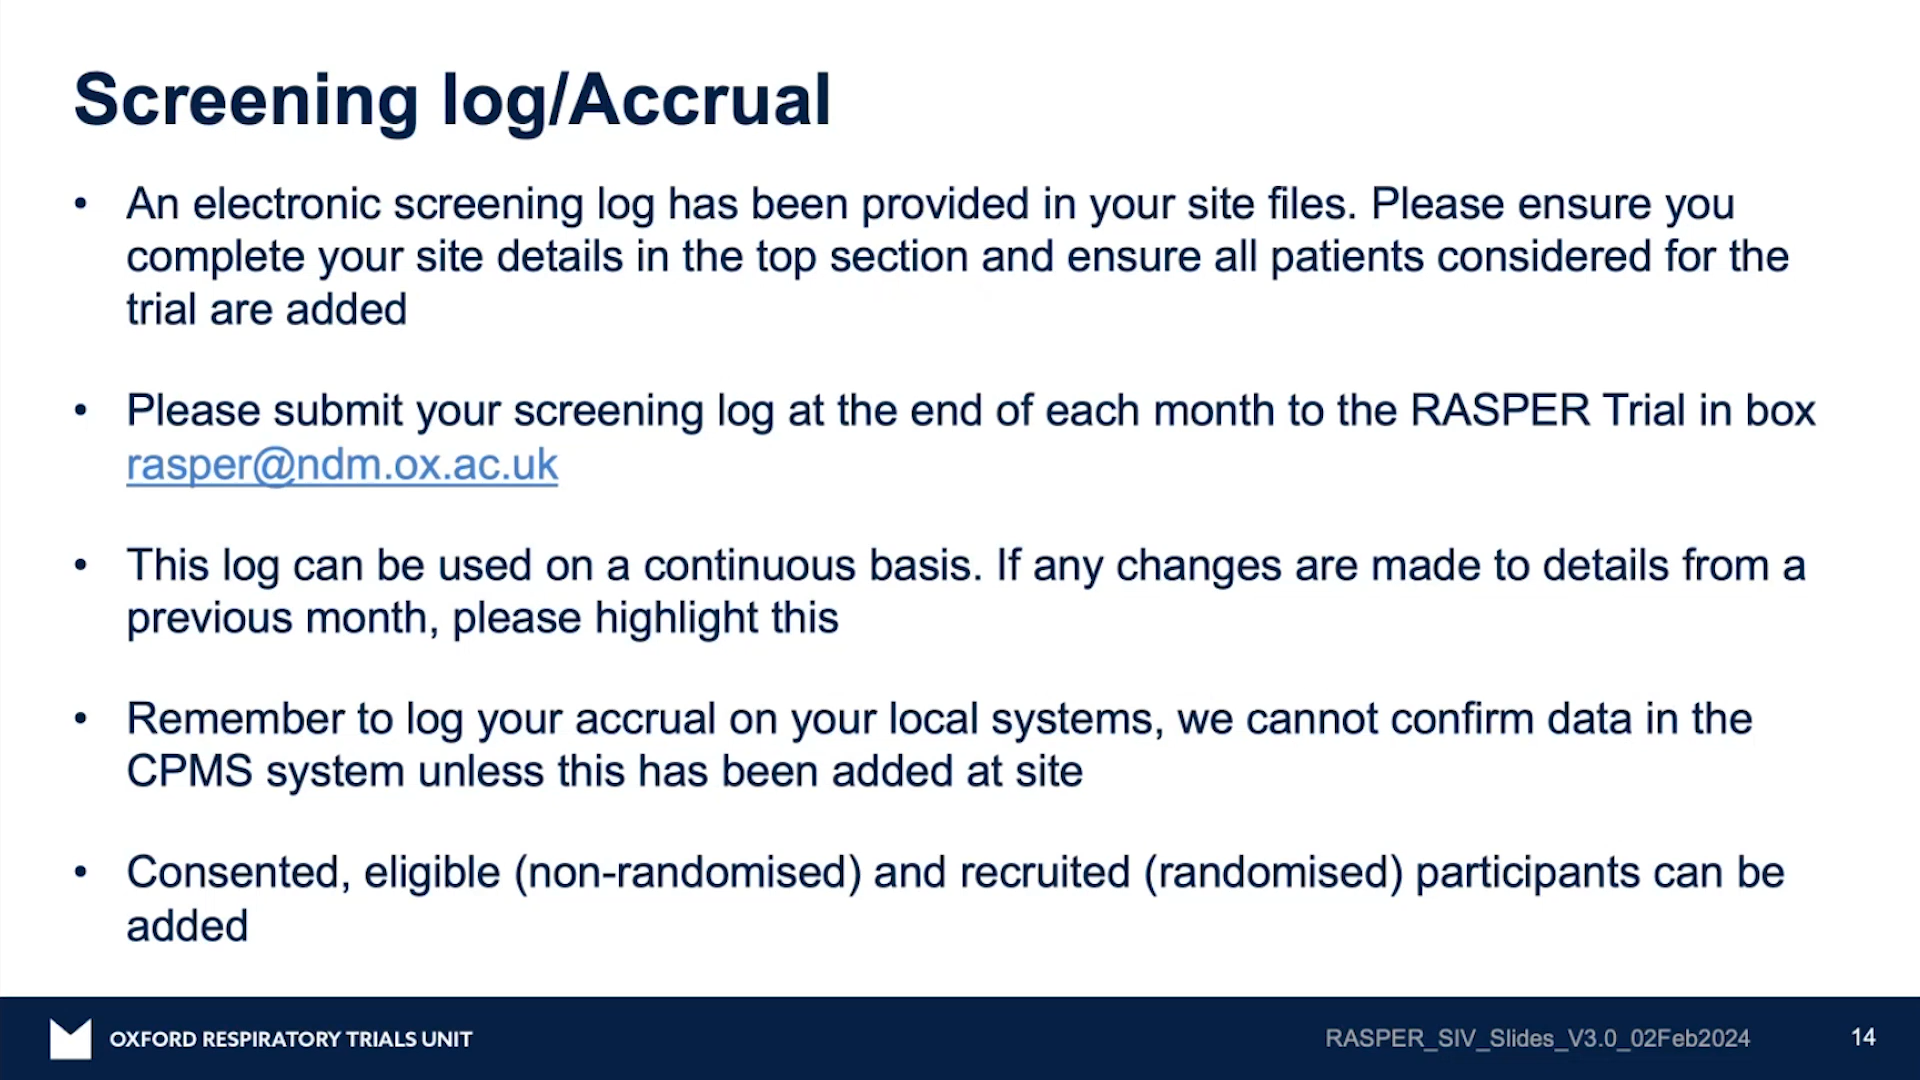 Screening log/Accrual
• An electronic screening log has been provided in your site files. Please ensure you
complete your site details in the top section and ensure all patients considered for the
trial are added
• Please submit your screening log at the end of each month to the RASPER Trial in box
rasper@ndm.ox.ac.uk
• This log can be used on a continuous basis. If any changes are made to details from a
previous month, please highlight this
• Remember to log your accrual on your local systems, we cannot confirm data in the
CPMS system unless this has been added at site
• Consented, eligible (non-randomised) and recruited (randomised) participants can be
added
OXFORD RESPIRATORY TRIALS UNIT
RASPER_SIV_Slides_V3.0_02Feb2024
14